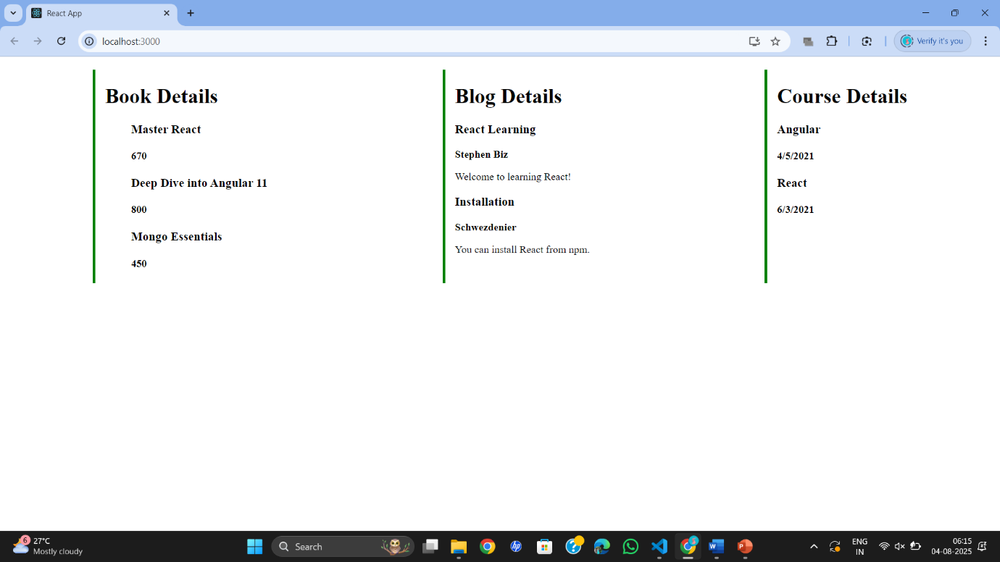 React App
localhost:3000
Verify it's you
Book Details
Master React
670
Deep Dive into Angular 11
800
Mongo Essentials
450
Blog Details
React Learning
Stephen Biz
Welcome to learning React!
Installation
Schwezdenier
You can install React from npm.
Course Details
Angular
4/5/2021
React
6/3/2021
6
27°C
Mostly cloudy
Search
ENG
IN
06:15
04-08-2025